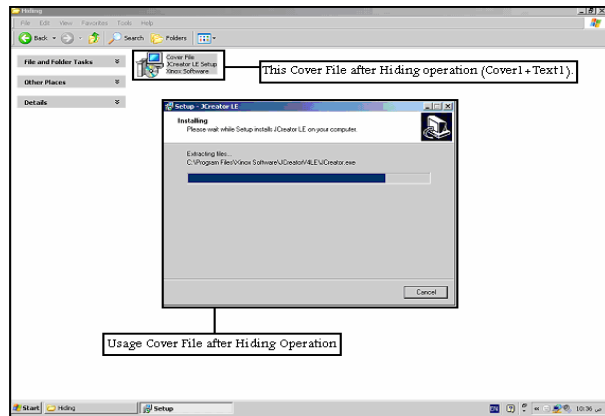 Hiding
File Edit View Favorites Tools Help
Back Search Folders
File and Folder Tasks
Other Places
Details
Cover File
JCreator LE Setup
Xinox Software
This Cover File after Hiding operation (Cover1+Text1).
Setup - JCreator LE
Installing
Please wait while Setup installs JCreator LE on your computer.
Extracting files...
C:\Program Files\Xinox Software\JCreatorV4LE\JCreator.exe
Cancel
Usage Cover File after Hiding Operation
Start Hiding Setup EN 10:36